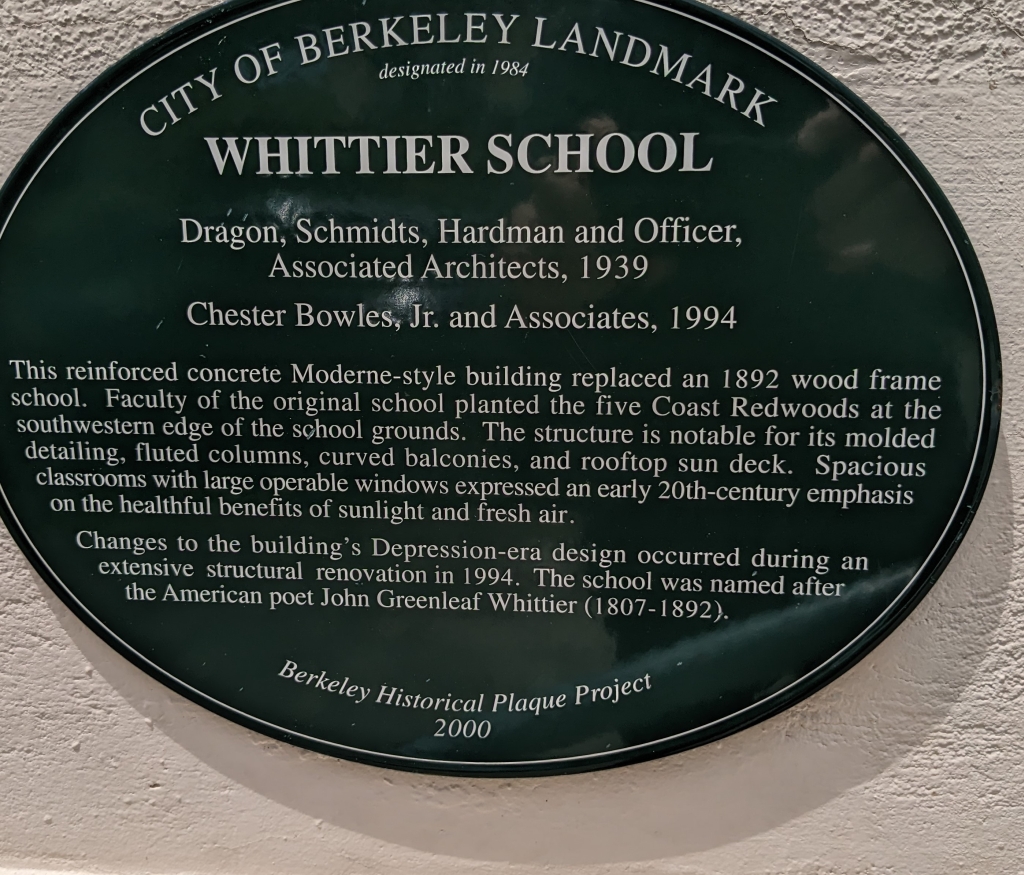 CITY OF BERKELEY LANDMARK
designated in 1984
WHITTIER SCHOOL
Dragon, Schmidts, Hardman and Officer,
Associated Architects, 1939
Chester Bowles, Jr. and Associates, 1994
This reinforced concrete Moderne-style building replaced an 1892 wood frame
school. Faculty of the original school planted the five Coast Redwoods at the
southwestern edge of the school grounds. The structure is notable for its molded
detailing, fluted columns, curved balconies, and rooftop sun deck. Spacious
classrooms with large operable windows expressed an early 20th-century emphasis
on the healthful benefits of sunlight and fresh air.
Changes to the building's Depression-era design occurred during an
extensive structural renovation in 1994. The school was named after
the American poet John Greenleaf Whittier (1807-1892).
Berkeley Historical Plaque Project
2000